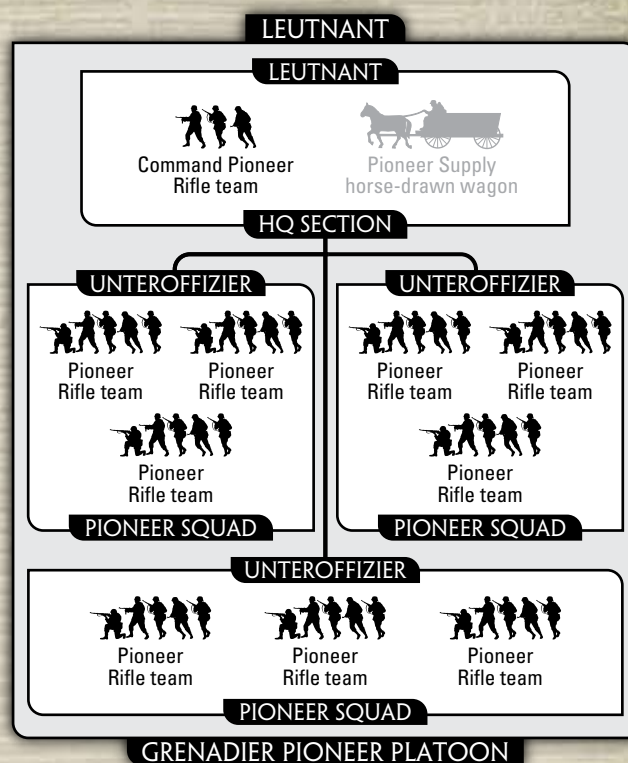 LEUTNANT
LEUTNANT
Command Pioneer
Rifle team
Pioneer Supply
horse-drawn wagon
HQ SECTION
UNTEROFFIZIER
Pioneer
Rifle team
Pioneer
Rifle team
Pioneer
Rifle team
PIONEER SQUAD
UNTEROFFIZIER
Pioneer
Rifle team
Pioneer
Rifle team
Pioneer
Rifle team
PIONEER SQUAD
UNTEROFFIZIER
Pioneer
Rifle team
Pioneer
Rifle team
Pioneer
Rifle team
PIONEER SQUAD
GRENADIER PIONEER PLATOON